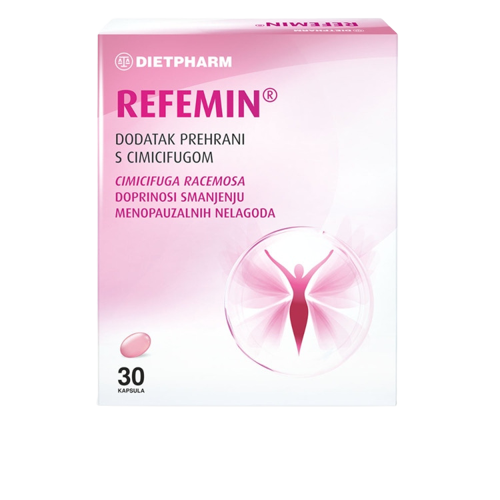 DIETPHARM
REFEMIN®
DODATAK PREHRANI
S CIMICIFUGOM
CIMICIFUGA RACEMOSA
DOPRINOSI SMANJENJU
MENOPAUZALNIH NELAGODA
30
KAPSULA